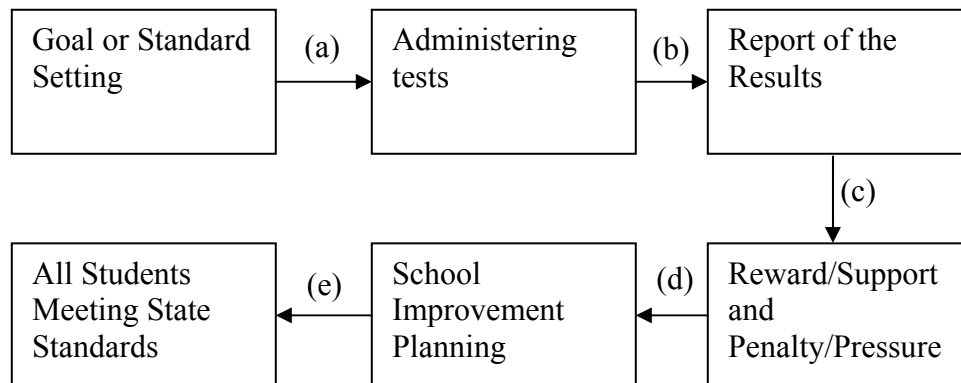 Goal or Standard
Setting
(a)
Administering
tests
(b)
Report of the
Results
(c)
Reward/Support
and
Penalty/Pressure
(d)
School
Improvement
Planning
(e)
All Students
Meeting State
Standards